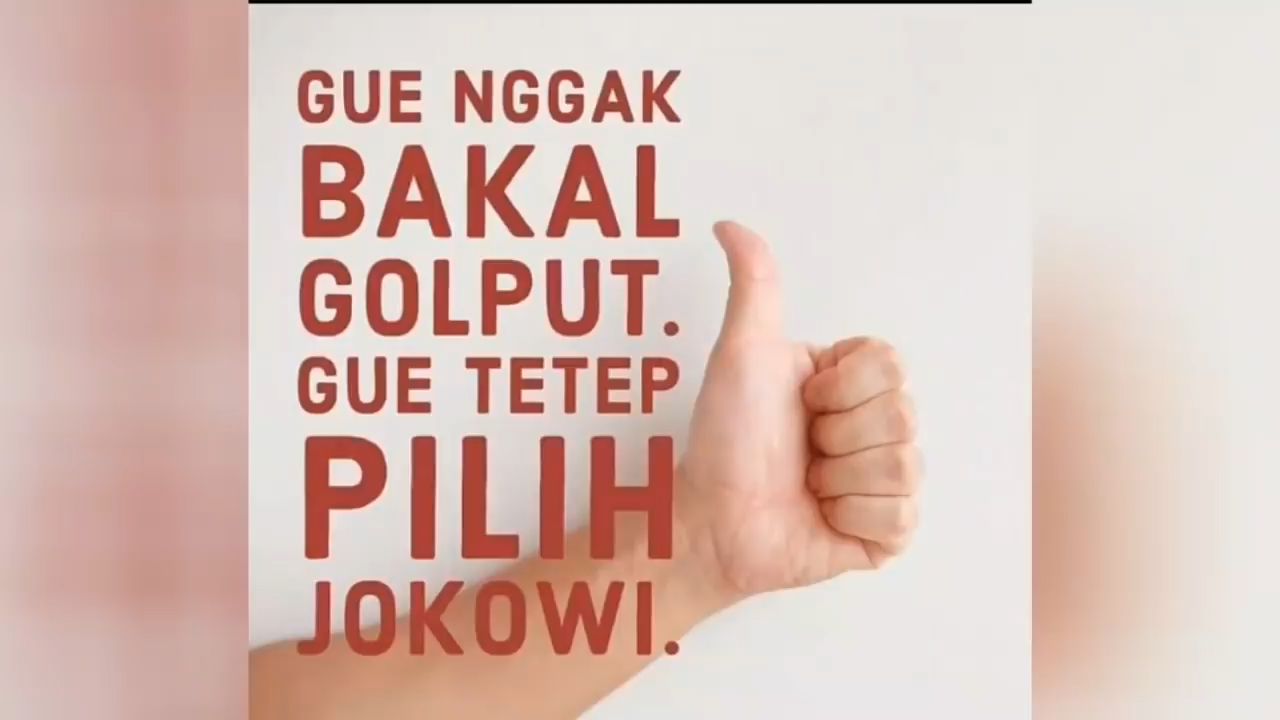 GUE NGGAK
BAKAL
GOLPUT.
GUE TETEP
PILIH
JOKOWI.